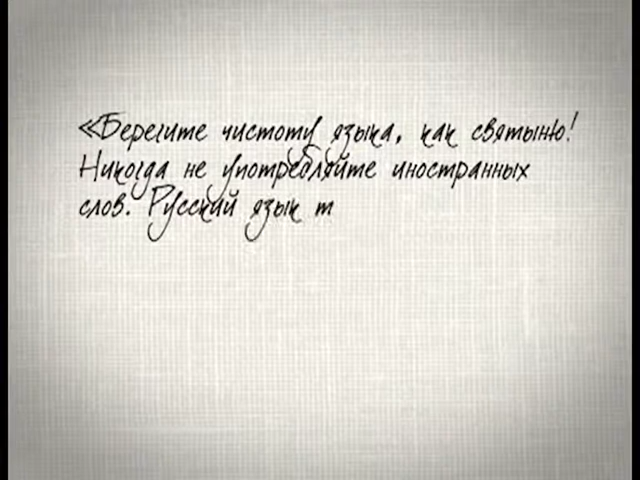 «Берегите чистоту языка, как святыню!
Никогда не употребляйте иностранных
слов. Русский язык т